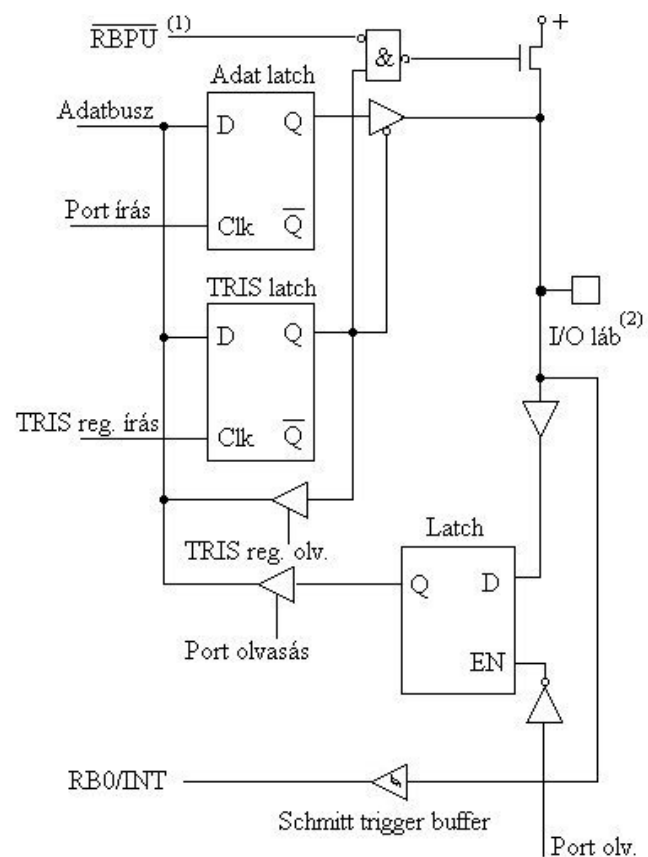 RBPU (1)
+
&
Adat latch
Adatbusz
D Q
Port írás
Clk Q
TRIS latch
D Q
I/O láb (2)
TRIS reg. írás
Clk Q
TRIS reg. olv.
Latch
Q D
Port olvasás
EN
RB0/INT
Schmitt trigger buffer
Port olv.